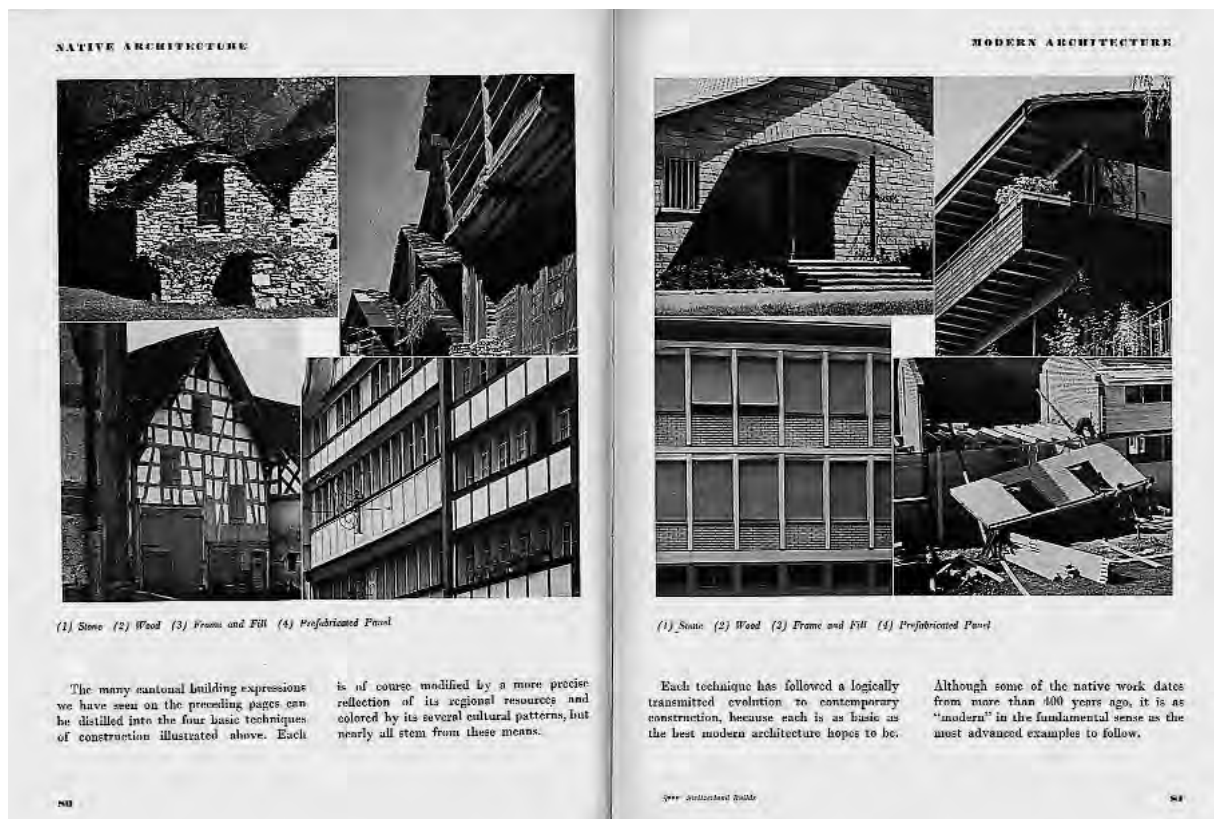 NATIVE ARCHITECTURE
(1) Stone (2) Wood (3) Frame and Fill (4) Prefabricated Panel
The many cantonal building expressions
we have seen on the preceding pages can
be distilled into the four basic techniques
of construction illustrated above. Each
is of course modified by a more precise
reflection of its regional resources and
colored by its several cultural patterns, but
nearly all stem from these means.
80
MODERN ARCHITECTURE
(1) Stone (2) Wood (3) Frame and Fill (4) Prefabricated Panel
Each technique has followed a logically
transmitted evolution to contemporary
construction, because each is as basic as
the best modern architecture hopes to be.
Although some of the native work dates
from more than 400 years ago, it is as
"modern" in the fundamental sense as the
most advanced examples to follow.
Switzerland Builds
81